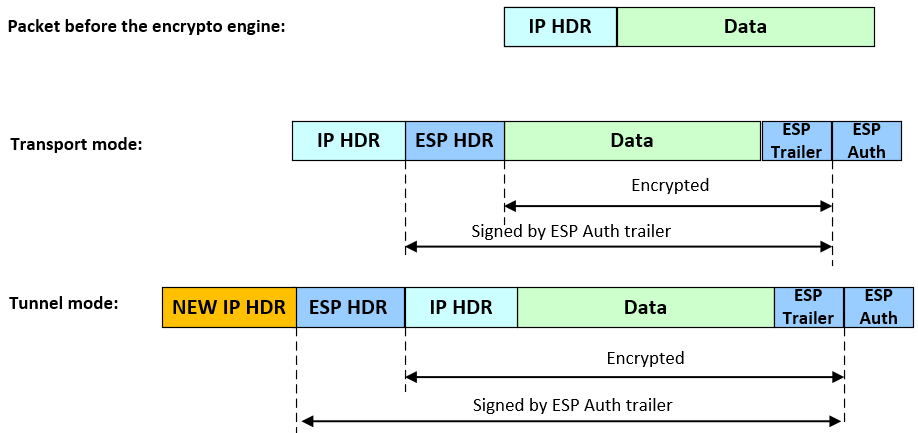 Packet before the encrypto engine:
IP HDR
Data
Transport mode:
IP HDR
ESP HDR
Data
ESP
Trailer
ESP
Auth
Encrypted
Signed by ESP Auth trailer
Tunnel mode:
NEW IP HDR
ESP HDR
IP HDR
Data
ESP
Trailer
ESP
Auth
Encrypted
Signed by ESP Auth trailer